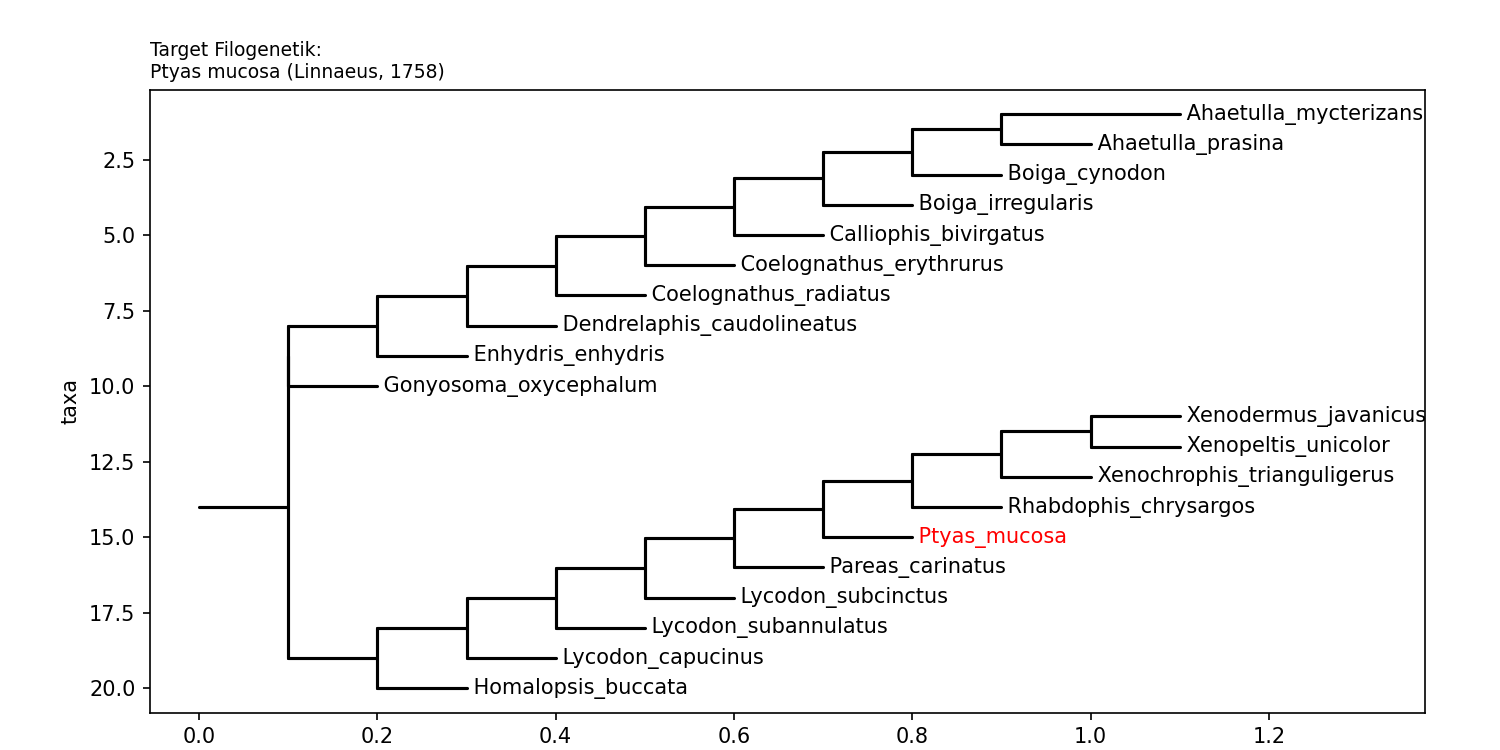 Target Filogenetik:
Ptyas mucosa (Linnaeus, 1758)
Ahaetulla_mycterizans
Ahaetulla_prasina
2.5
Boiga_cynodon
Boiga_irregularis
5.0
Calliophis_bivirgatus
Coelognathus_erythrurus
Coelognathus_radiatus
7.5
Dendrelaphis_caudolineatus
Enhydris_enhydris
10.0
Gonyosoma_oxycephalum
taxa
Xenodermus_javanicus
Xenopeltis_unicolor
12.5
Xenochrophis_trianguligerus
Rhabdophis_chrysargos
15.0
Ptyas_mucosa
Pareas_carinatus
Lycodon_subcinctus
17.5
Lycodon_subannulatus
Lycodon_capucinus
20.0
Homalopsis_buccata
0.0 0.2 0.4 0.6 0.8 1.0 1.2